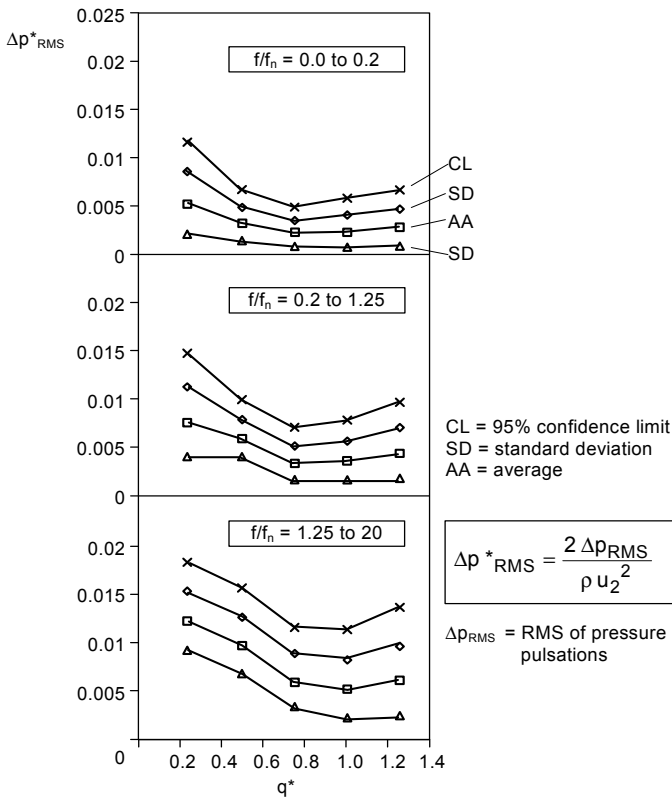 Δp*RMS
0.025
0.02
0.015
0.01
0.005
0
f/fn = 0.0 to 0.2
CL
SD
AA
SD
0.02
0.015
0.01
0.005
0
f/fn = 0.2 to 1.25
CL = 95% confidence limit
SD = standard deviation
AA = average
0.02
0.015
0.01
0.005
0
f/fn = 1.25 to 20
Δp *RMS = 2 ΔpRMS / ρ u2²
ΔpRMS = RMS of pressure
pulsations
0.2 0.4 0.6 0.8 1.0 1.2 1.4
q*